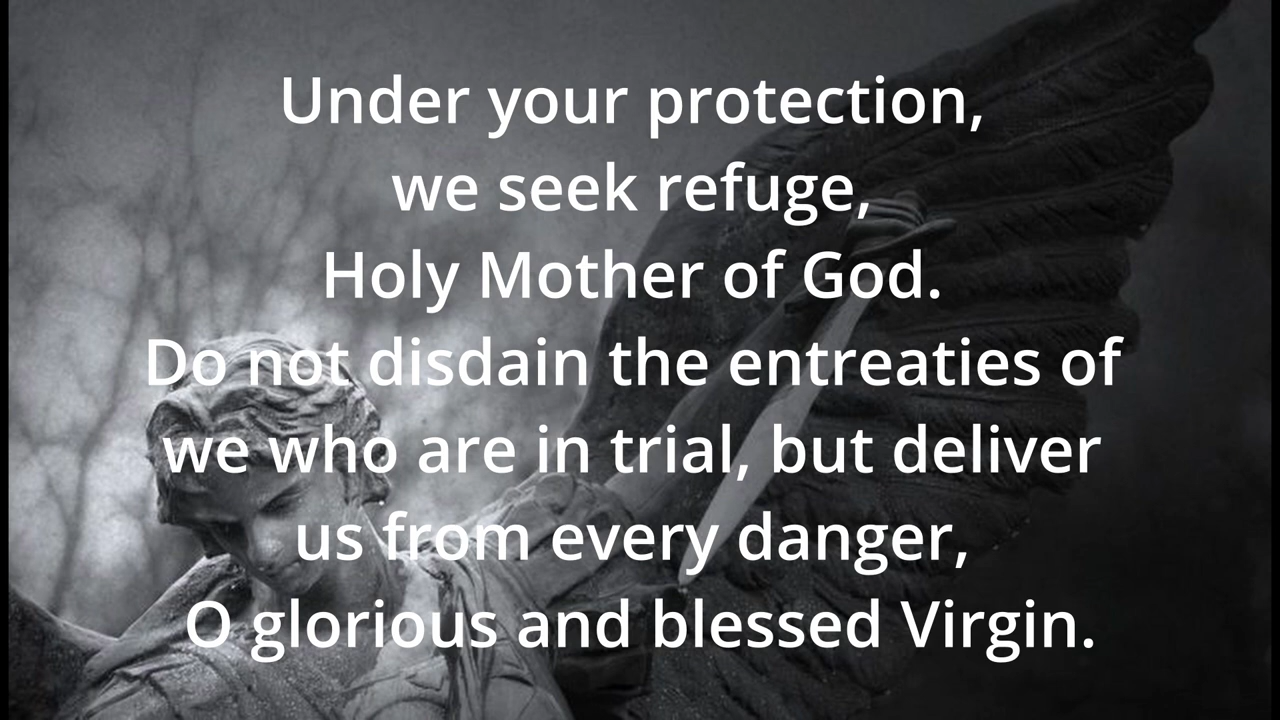 Under your protection,
we seek refuge,
Holy Mother of God.
Do not disdain the entreaties of
we who are in trial, but deliver
us from every danger,
O glorious and blessed Virgin.